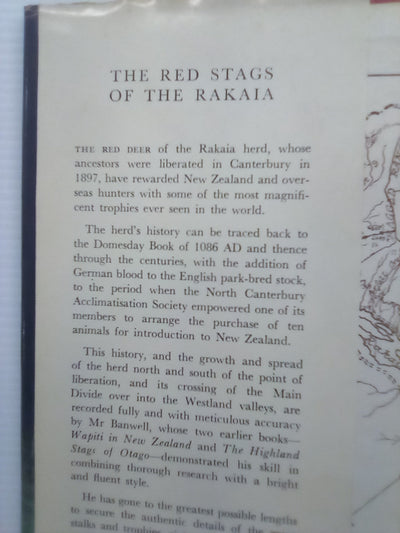 THE RED STAGS
OF THE RAKAIA
THE RED DEER of the Rakaia herd, whose
ancestors were liberated in Canterbury in
1897, have rewarded New Zealand and over-
seas hunters with some of the most magnifi-
cent trophies ever seen in the world.
The herd's history can be traced back to
the Domesday Book of 1086 AD and thence
through the centuries, with the addition of
German blood to the English park-bred stock,
to the period when the North Canterbury
Acclimatisation Society empowered one of its
members to arrange the purchase of ten
animals for introduction to New Zealand.
This history, and the growth and spread
of the herd north and south of the point of
liberation, and its crossing of the Main
Divide over into the Westland valleys, are
recorded fully and with meticulous accuracy
by Mr Banwell, whose two earlier books—
Wapiti in New Zealand and The Highland
Stags of Otago—demonstrated his skill in
combining thorough research with a bright
and fluent style.
He has gone to the greatest possible lengths
to secure the authentic details of the
stalks and trophies